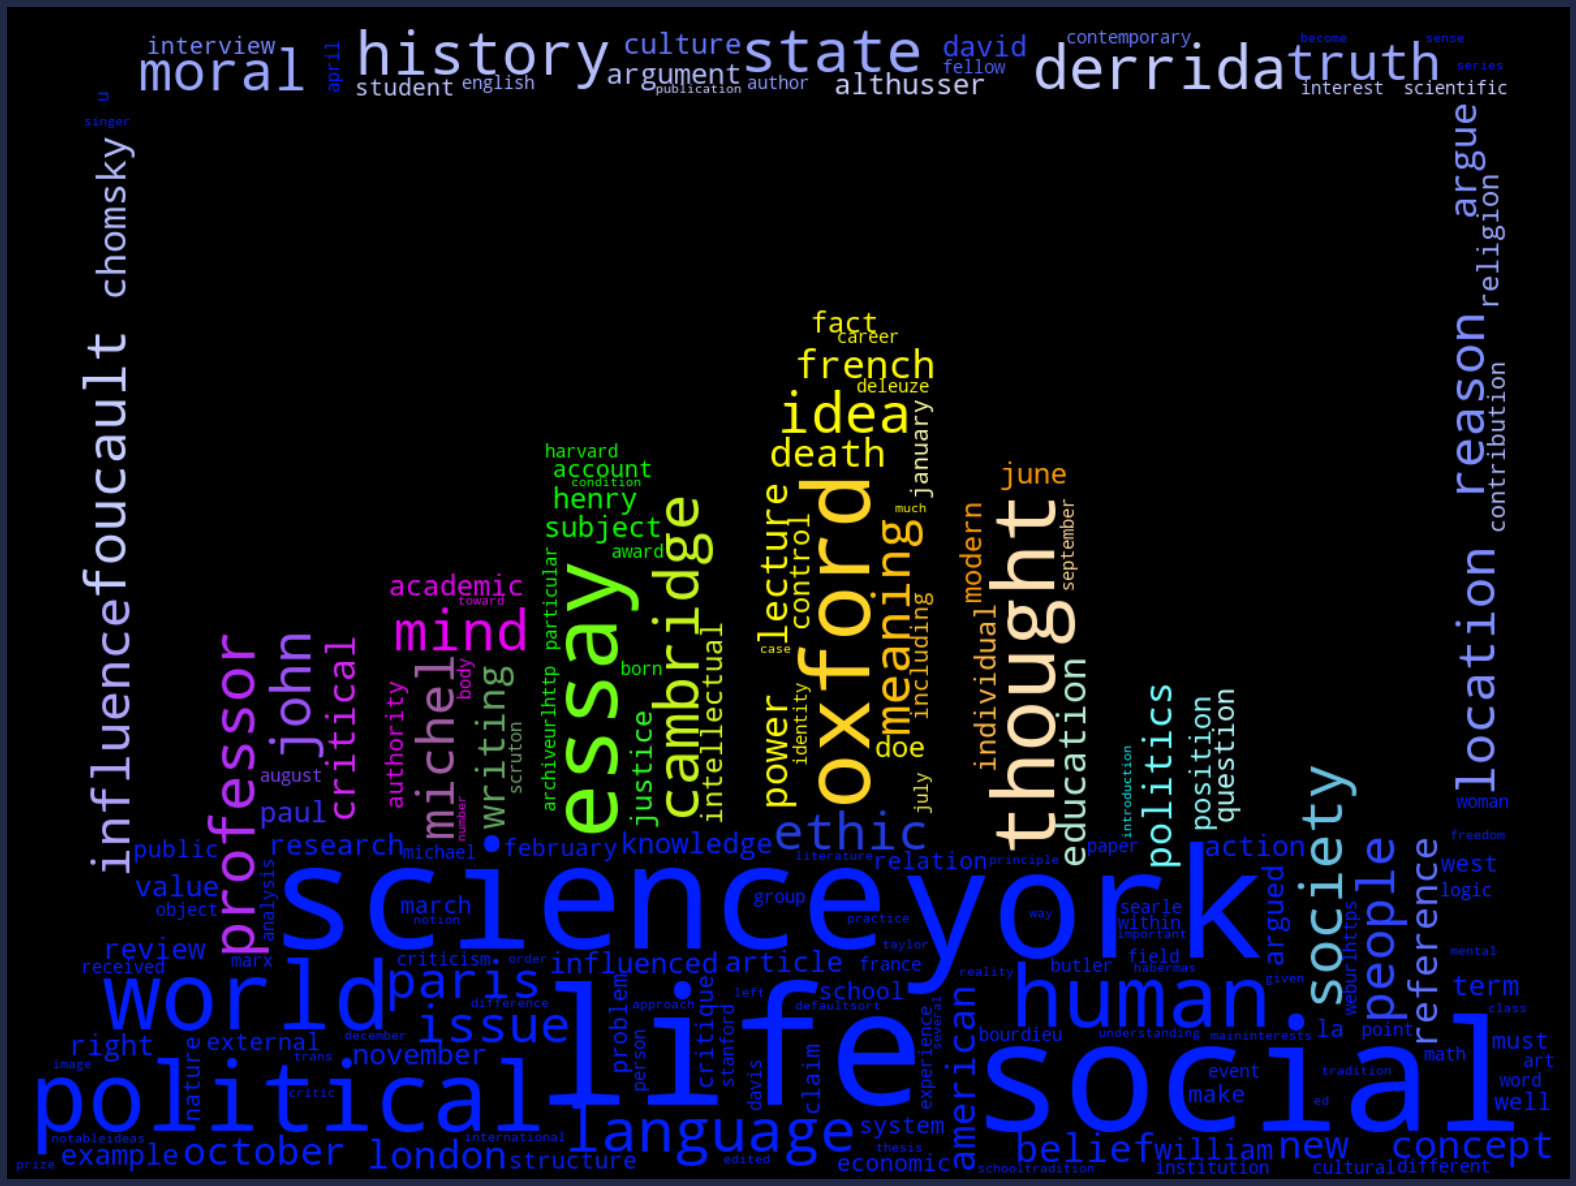 interview
moral
april
history
student
english
culture
argument
publication
state
author
althusser
david
fellow
contemporary
derrida
become
truth
sense
series
interest
scientific
u
singer
chomsky
foucault
influence
argue
religion
reason
contribution
location
woman
freedom
fact
career
french
deleuze
idea
january
death
oxford
much
meaning
including
lecture
control
case
power
identity
doe
july
harvard
account
condition
henry
subject
award
particular
essay
cambridge
born
archiveurlhttp
justice
intellectual
june
modern
thought
september
individual
education
academic
toward
mind
michel
body
authority
number
writing
scruton
professor
john
critical
august
paul
politics
introduction
position
question
society
ethic
public
research
michael
february
knowledge
literature
relation
principle
paper
action
west
value
object
analysis
science
york
march
notion
group
practice
way
searle
within
important
argued
people
reference
logic
review
received
marx
criticism
order
influenced
article
taylor
france
reality
butler
field
habermas
given
weburlhttps
mental
world
paris
difference
life
problem
approach
left
defaultsort
school
human
term
class
right
external
december
issue
critique
stanford
several
experience
american
bourdieu
understanding
maininterests
la
point
must
image
nature
trans
november
person
davis
claim
social
event
tradition
math
art
political
critic
make
ed
word
well
notableideas
international
language
system
thesis
prize
example
october
london
structure
edited
economic
schooltradition
belief
william
institution
new
cultural
different
concept